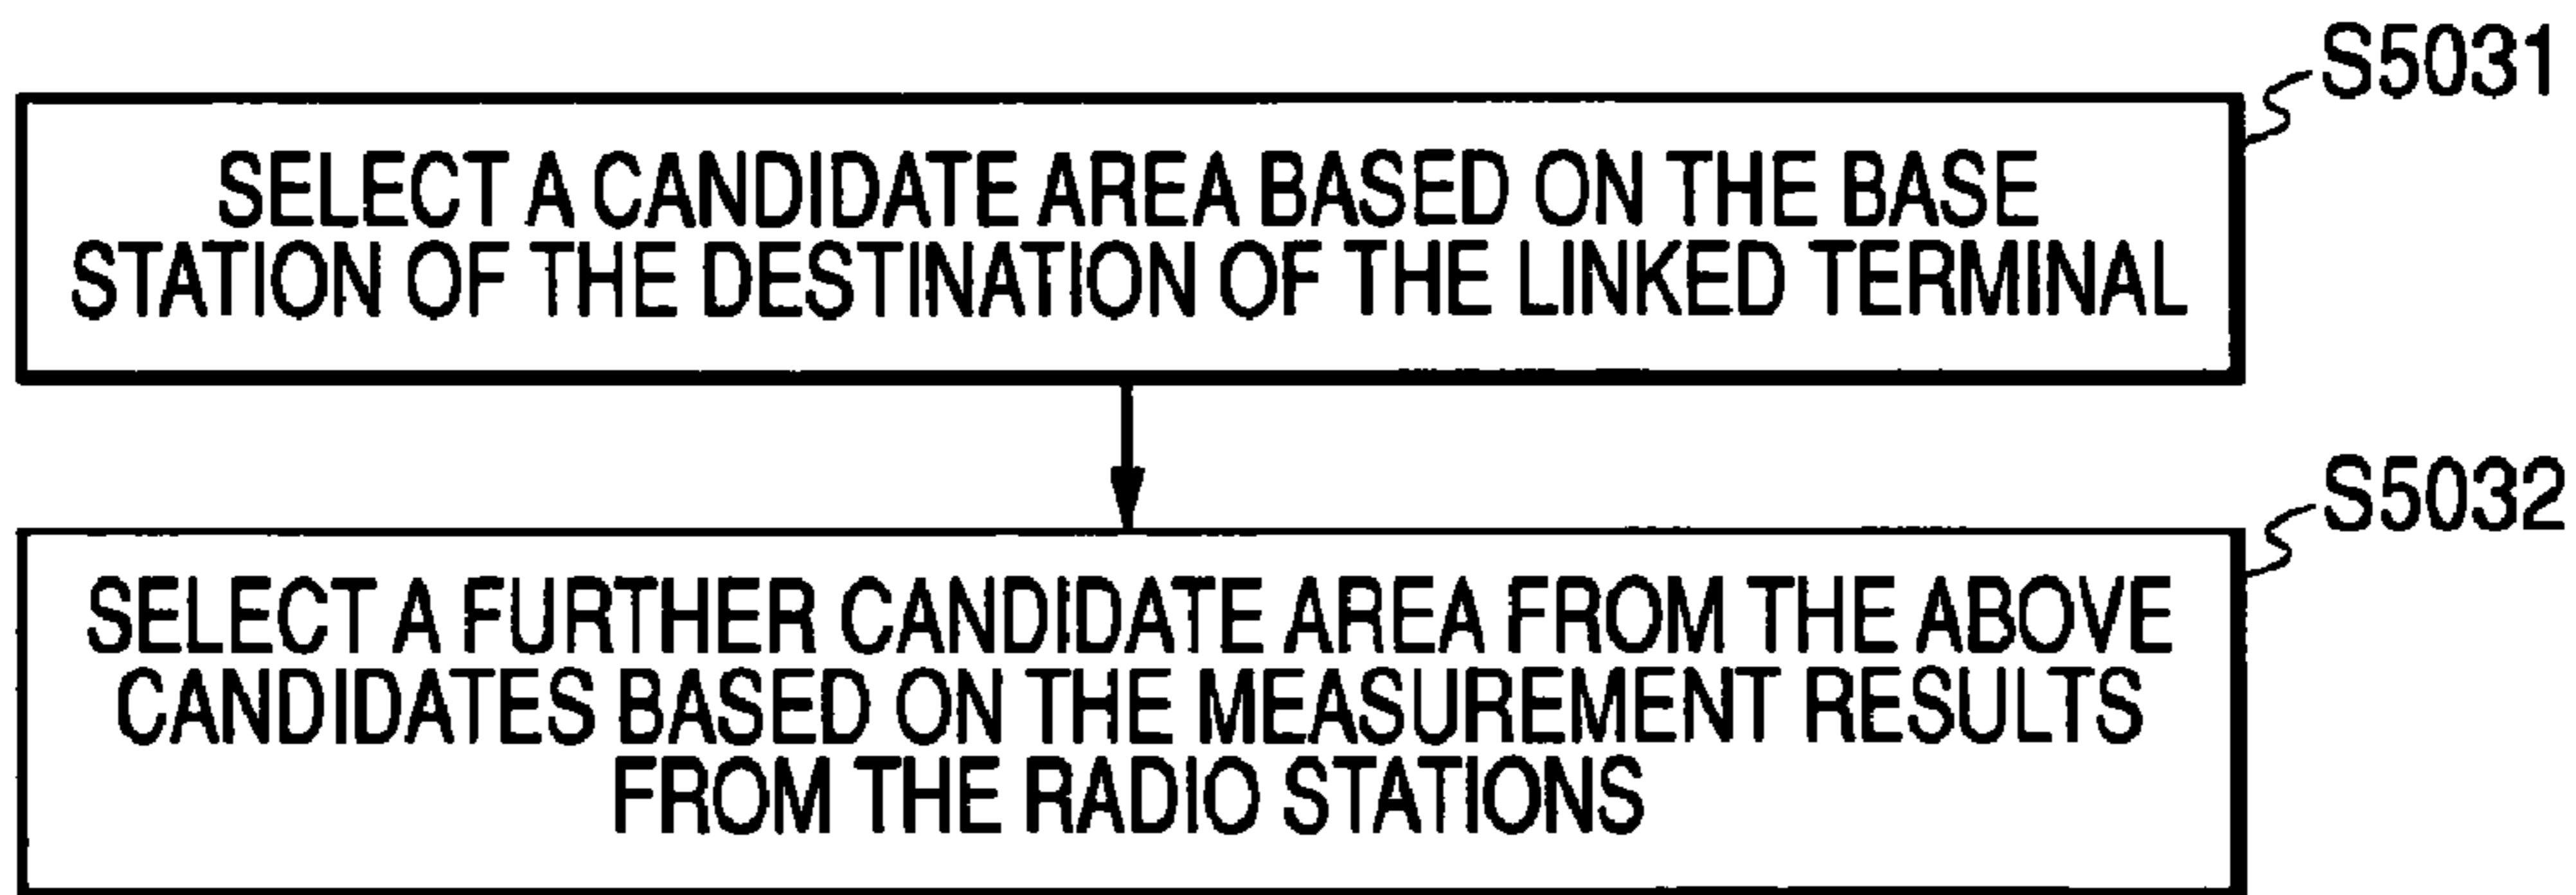 S5031
SELECT A CANDIDATE AREA BASED ON THE BASE
STATION OF THE DESTINATION OF THE LINKED TERMINAL
S5032
SELECT A FURTHER CANDIDATE AREA FROM THE ABOVE
CANDIDATES BASED ON THE MEASUREMENT RESULTS
FROM THE RADIO STATIONS